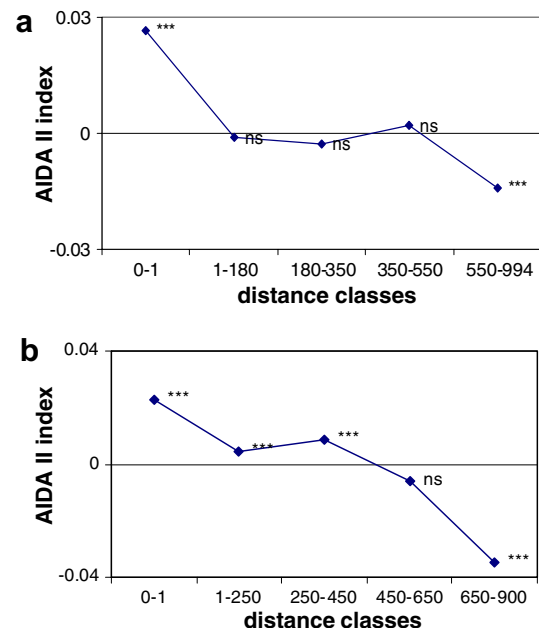 a
0.03
***
AIDA II index
0
ns
ns
ns
***
-0.03
0-1 1-180 180-350 350-550 550-994
distance classes
b
0.04
***
***
***
AIDA II index
0
ns
***
-0.04
0-1 1-250 250-450 450-650 650-900
distance classes